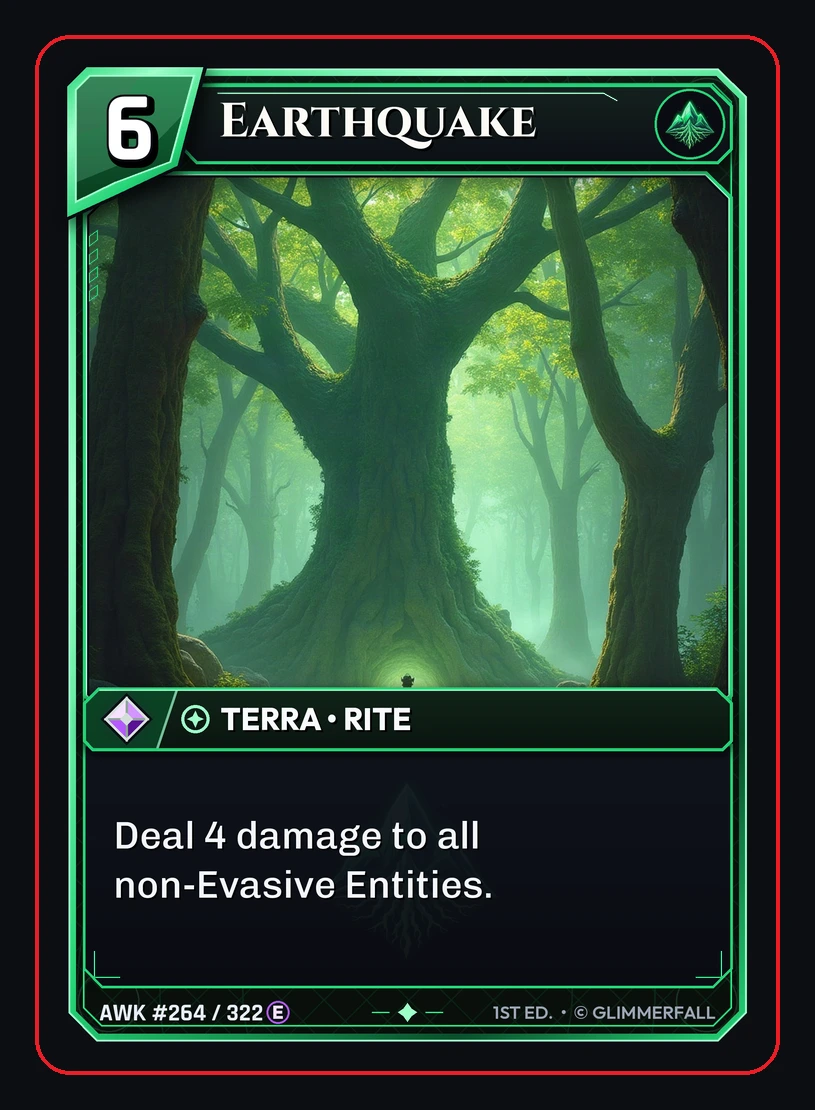 6
EARTHQUAKE
TERRA • RITE
Deal 4 damage to all
non-Evasive Entities.
AWK #264 / 322 E
1ST ED. • © GLIMMERFALL